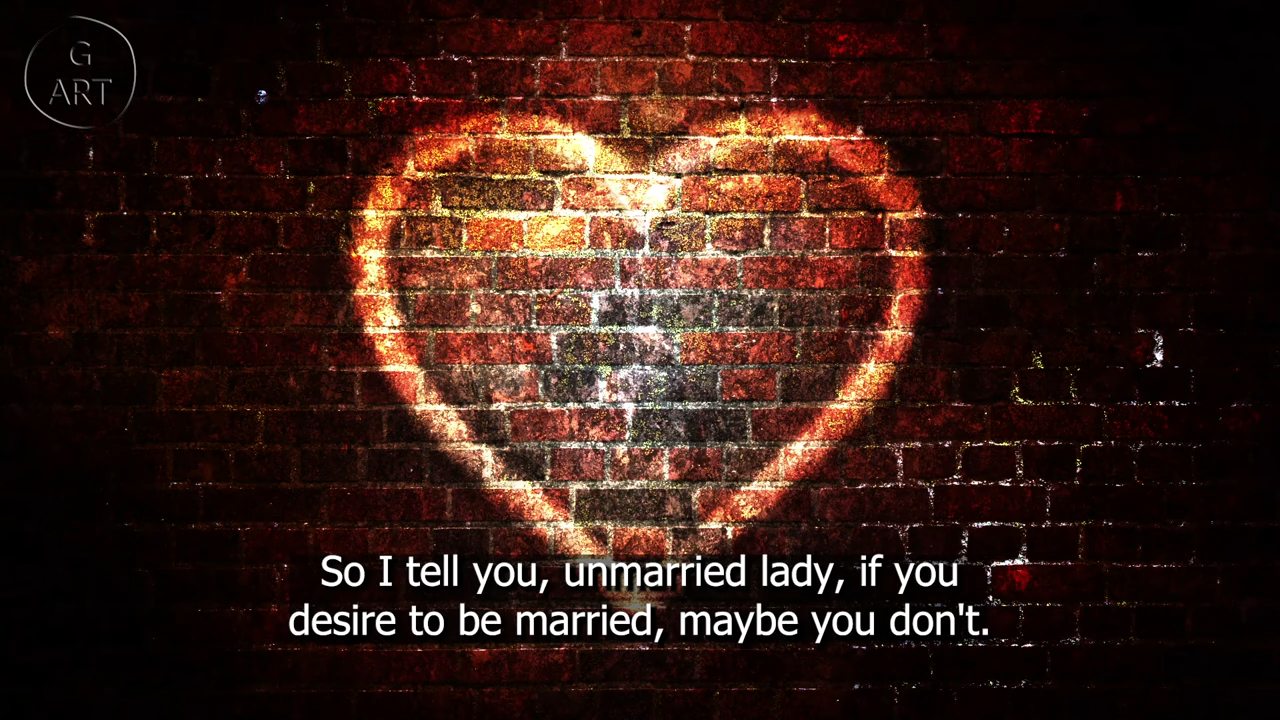 G
ART
So I tell you, unmarried lady, if you
desire to be married, maybe you don't.